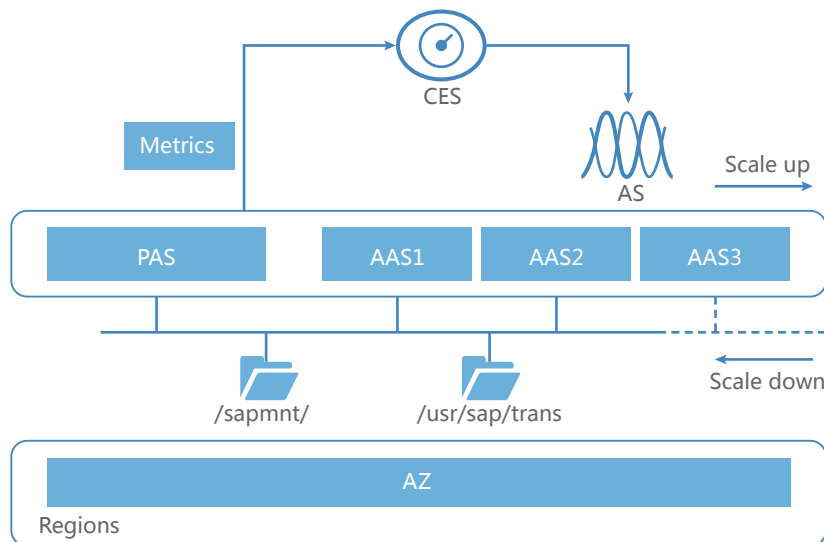 CES
Metrics
Scale up
AS
PAS
AAS1
AAS2
AAS3
Scale down
/sapmnt/
/usr/sap/trans
AZ
Regions